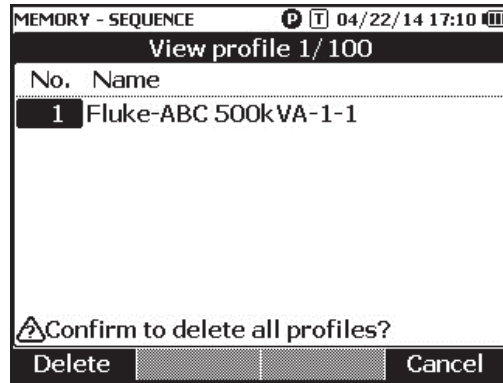 MEMORY - SEQUENCE P T 04/22/14 17:10
View profile 1/100
No. Name
1 Fluke-ABC 500kVA-1-1
Confirm to delete all profiles?
Delete Cancel